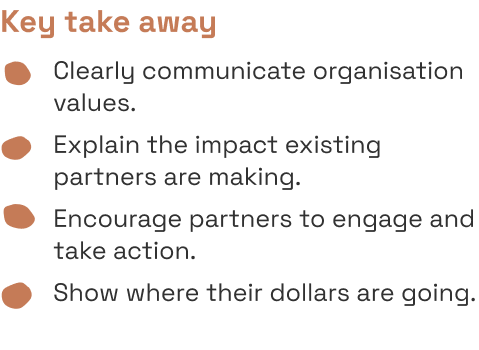 Key take away
Clearly communicate organisation
values.
Explain the impact existing
partners are making.
Encourage partners to engage and
take action.
Show where their dollars are going.